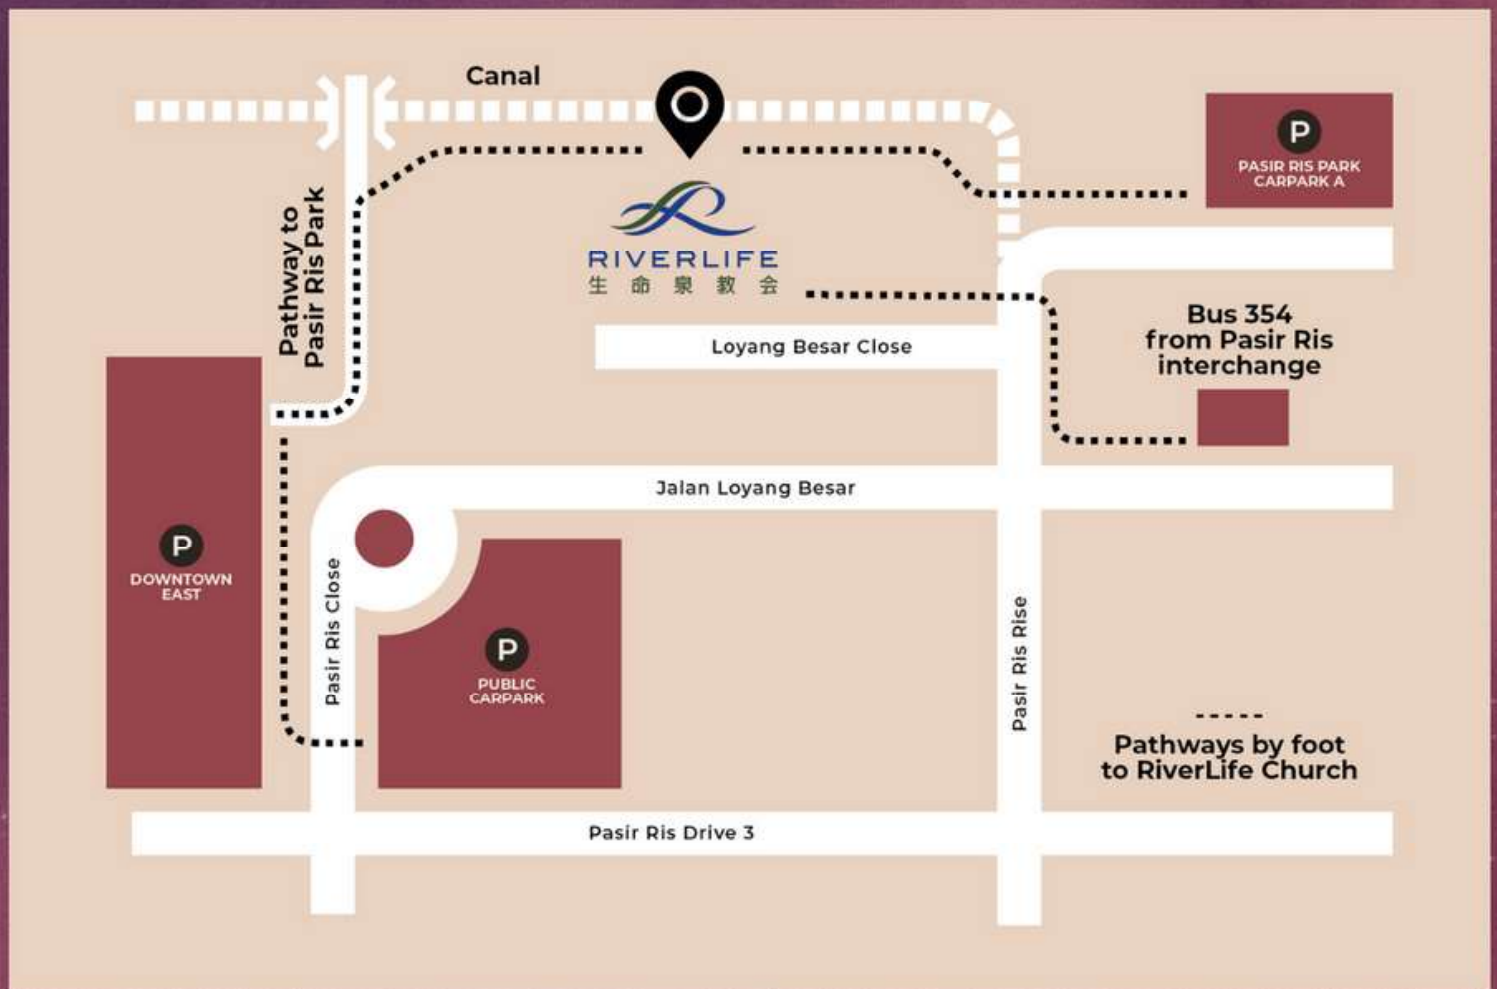 Canal
P
PASIR RIS PARK
CARPARK A
Pathway to
Pasir Ris Park
RIVERLIFE
生命泉教会
Bus 354
from Pasir Ris
interchange
Loyang Besar Close
Jalan Loyang Besar
P
DOWNTOWN
EAST
Pasir Ris Close
P
PUBLIC
CARPARK
Pasir Ris Rise
Pathways by foot
to RiverLife Church
Pasir Ris Drive 3